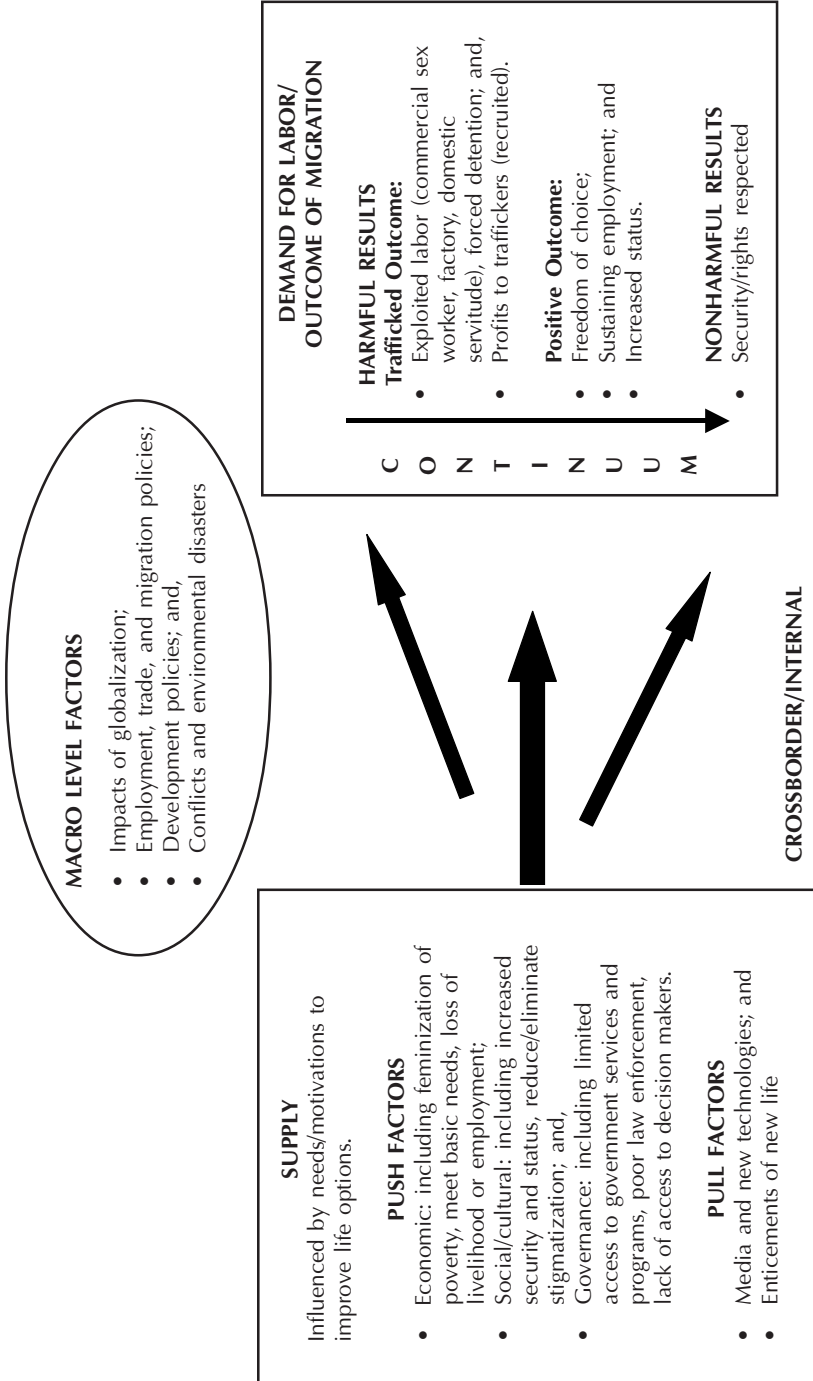 MACRO LEVEL FACTORS
• Impacts of globalization;
• Employment, trade, and migration policies;
• Development policies; and,
• Conflicts and environmental disasters
SUPPLY
Influenced by needs/motivations to
improve life options.
PUSH FACTORS
• Economic: including feminization of
poverty, meet basic needs, loss of
livelihood or employment;
• Social/cultural: including increased
security and status, reduce/eliminate
stigmatization; and,
• Governance: including limited
access to government services and
programs, poor law enforcement,
lack of access to decision makers.
PULL FACTORS
• Media and new technologies; and
• Enticements of new life
CROSSBORDER/INTERNAL
DEMAND FOR LABOR/
OUTCOME OF MIGRATION
C
O
N
T
I
N
U
U
M
HARMFUL RESULTS
Trafficked Outcome:
• Exploited labor (commercial sex
worker, factory, domestic
servitude), forced detention; and,
• Profits to traffickers (recruited).
Positive Outcome:
• Freedom of choice;
• Sustaining employment; and
• Increased status.
NONHARMFUL RESULTS
• Security/rights respected